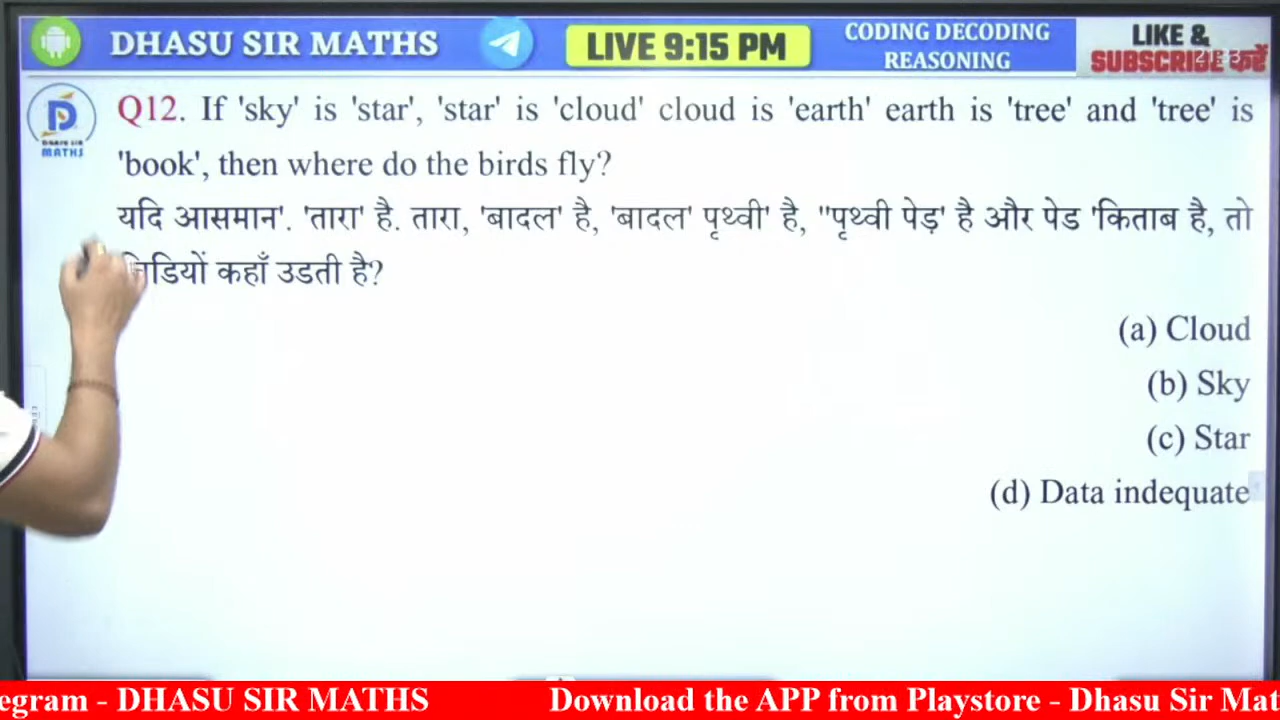 DHASU SIR MATHS
LIVE 9:15 PM
CODING DECODING
REASONING
LIKE &
SUBSCRIBE करें
D
DHASU SIR
MATHS
Q12. If 'sky' is 'star', 'star' is 'cloud' cloud is 'earth' earth is 'tree' and 'tree' is
'book', then where do the birds fly?
यदि आसमान'. 'तारा' है. तारा, 'बादल' है, 'बादल' पृथ्वी' है, "पृथ्वी पेड़' है और पेड 'किताब है, तो
कहाँ उडती है?
(a) Cloud
(b) Sky
(c) Star
(d) Data indequate
egram - DHASU SIR MATHS Download the APP from Playstore - Dhasu Sir Mat